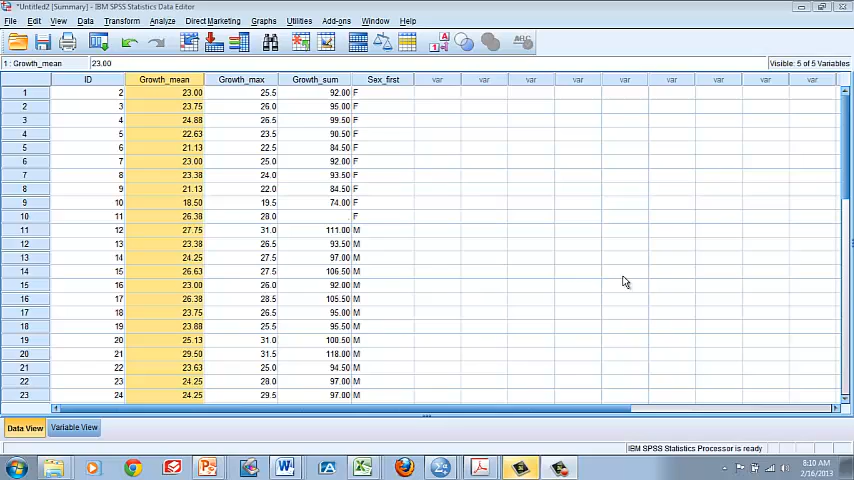 *Untitled2 [Summary] - IBM SPSS Statistics Data Editor
File Edit View Data Transform Analyze Direct Marketing Graphs Utilities Add-ons Window Help
1 : Growth_mean 23.00 Visible: 5 of 5 Variables
ID Growth_mean Growth_max Growth_sum Sex_first var var var var var var var var var
1 2 23.00 25.5 92.00 F
2 3 23.75 26.0 95.00 F
3 4 24.88 26.5 99.50 F
4 5 22.63 23.5 90.50 F
5 6 21.13 22.5 84.50 F
6 7 23.00 25.0 92.00 F
7 8 23.38 24.0 93.50 F
8 9 21.13 22.0 84.50 F
9 10 18.50 19.5 74.00 F
10 11 26.38 28.0 . F
11 12 27.75 31.0 111.00 M
12 13 23.38 26.5 93.50 M
13 14 24.25 27.5 97.00 M
14 15 26.63 27.5 106.50 M
15 16 23.00 26.0 92.00 M
16 17 26.38 28.5 105.50 M
17 18 23.75 26.5 95.00 M
18 19 23.88 25.5 95.50 M
19 20 25.13 31.0 100.50 M
20 21 29.50 31.5 118.00 M
21 22 23.63 25.0 94.50 M
22 23 24.25 28.0 97.00 M
23 24 24.25 29.5 97.00 M
Data View Variable View
IBM SPSS Statistics Processor is ready
8:10 AM
2/16/2013